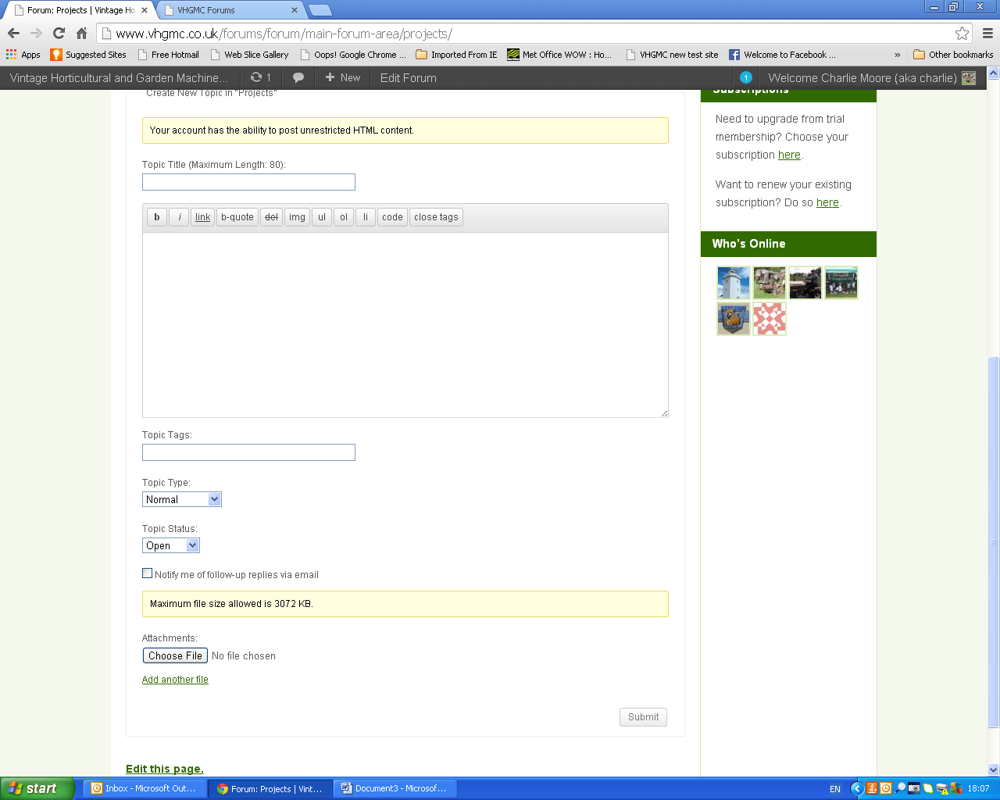 Forum: Projects | Vintage Ho
VHGMC Forums
www.vhgmc.co.uk/forums/forum/main-forum-area/projects/
Apps Suggested Sites Free Hotmail Web Slice Gallery Oops! Google Chrome ... Imported From IE Met Office WOW : Ho... VHGMC new test site Welcome to Facebook ... » Other bookmarks
Vintage Horticultural and Garden Machine... 1 + New Edit Forum 1 Welcome Charlie Moore (aka charlie)
Create New Topic in "Projects"
Your account has the ability to post unrestricted HTML content.
Topic Title (Maximum Length: 80):
b i link b-quote del img ul ol li code close tags
Topic Tags:
Topic Type:
Normal
Topic Status:
Open
Notify me of follow-up replies via email
Maximum file size allowed is 3072 KB.
Attachments:
Choose File No file chosen
Add another file
Submit
Edit this page.
Subscriptions
Need to upgrade from trial
membership? Choose your
subscription here.
Want to renew your existing
subscription? Do so here.
Who's Online
start Inbox - Microsoft Out... Forum: Projects | Vint... Document3 - Microsof... EN 18:07